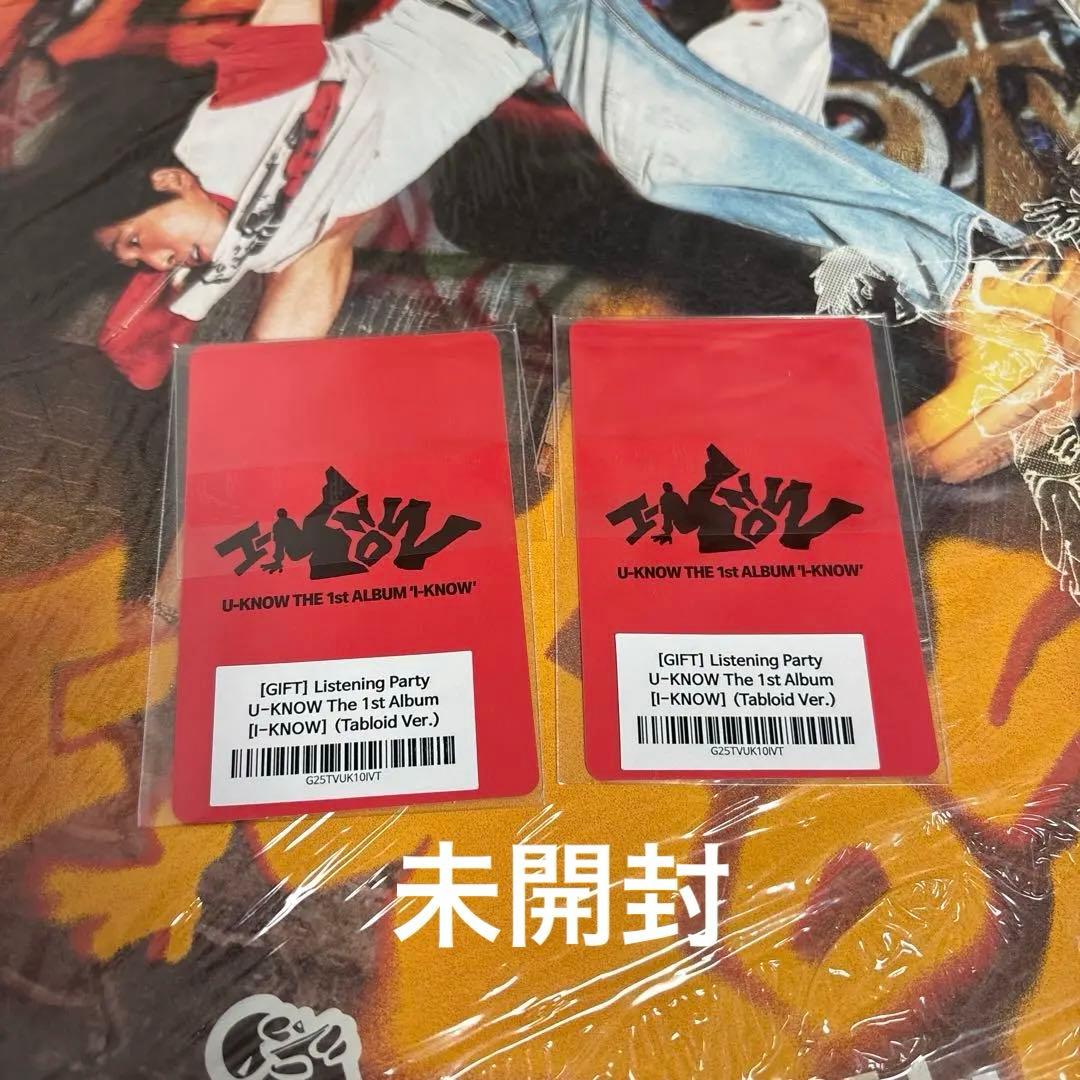 I-KNOW
U-KNOW THE 1st ALBUM 'I-KNOW'
[GIFT] Listening Party
U-KNOW The 1st Album
[I-KNOW] (Tabloid Ver.)
G25TVUK10IVT
I-KNOW
U-KNOW THE 1st ALBUM 'I-KNOW'
[GIFT] Listening Party
U-KNOW The 1st Album
[I-KNOW] (Tabloid Ver.)
G25TVUK10IVT
未開封